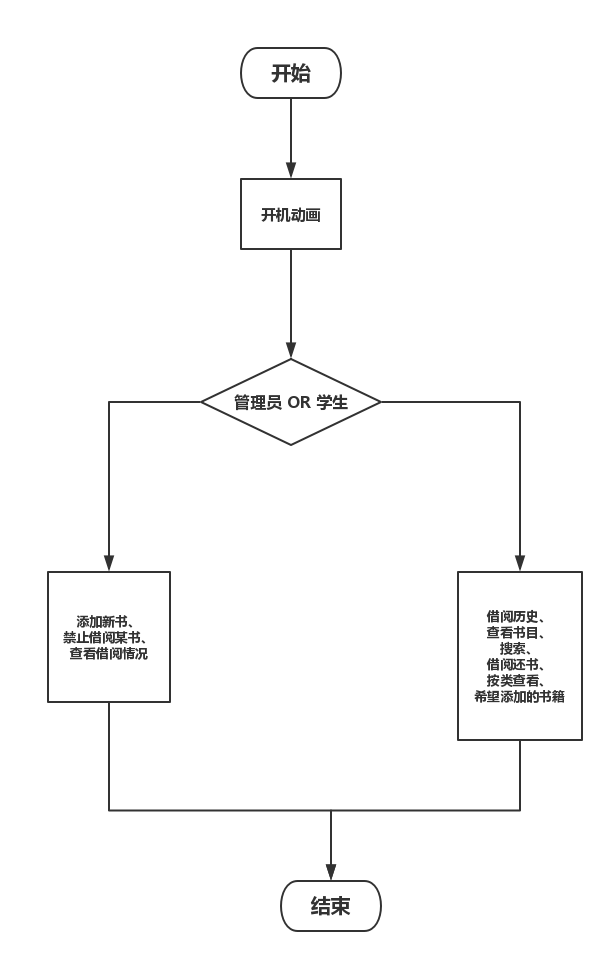 开始
开机动画
管理员 OR 学生
添加新书、
禁止借阅某书、
查看借阅情况
借阅历史、
查看书目、
搜索、
借阅还书、
按类查看、
希望添加的书籍
结束